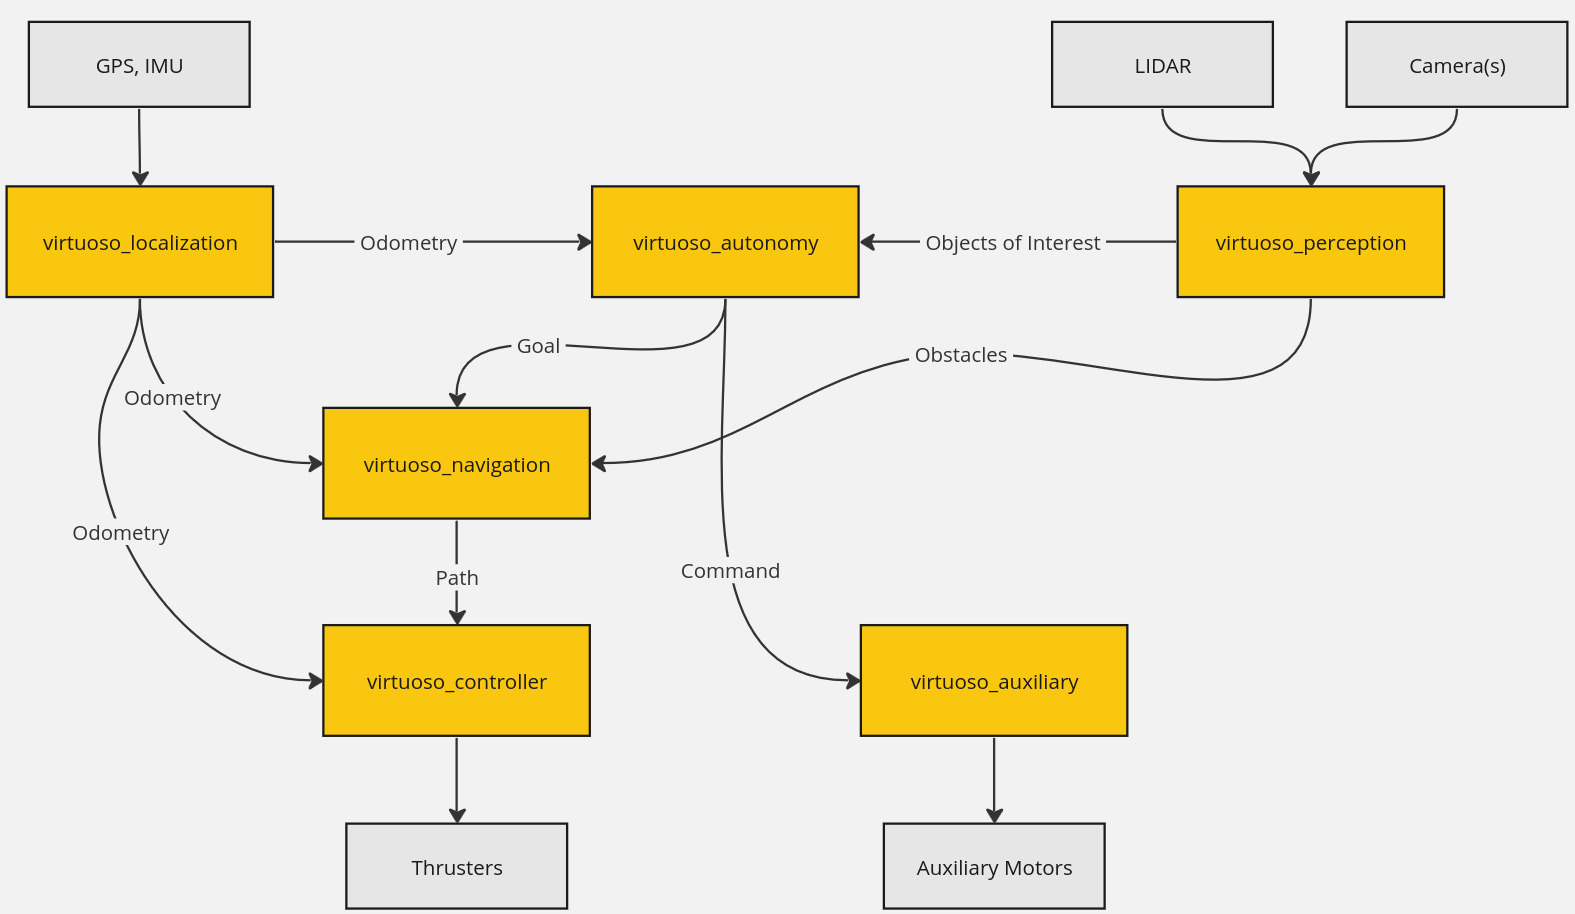 GPS, IMU
LIDAR
Camera(s)
virtuoso_localization
Odometry
virtuoso_autonomy
Objects of Interest
virtuoso_perception
Goal
Obstacles
Odometry
virtuoso_navigation
Odometry
Path
Command
virtuoso_controller
virtuoso_auxiliary
Thrusters
Auxiliary Motors